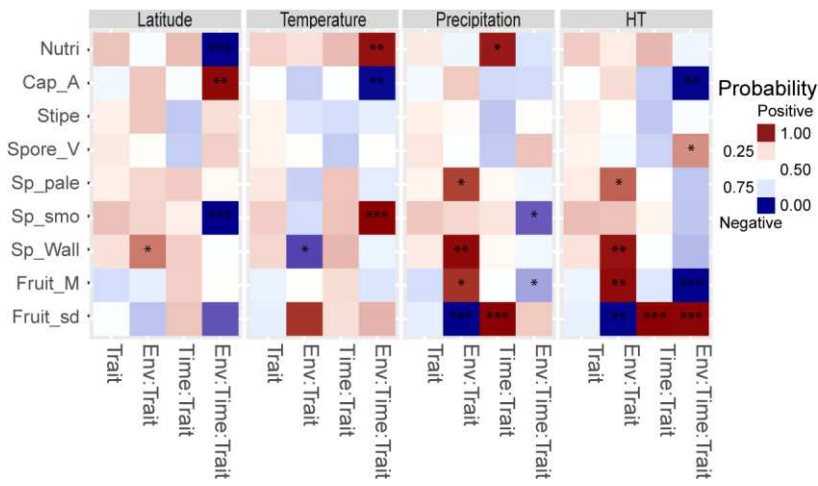 Latitude Temperature Precipitation HT
Nutri *** ** * 
Cap_A ** ** **
Stipe
Spore_V *
Sp_pale * *
Sp_smo *** *** *
Sp_Wall * * ** **
Fruit_M * * ** ***
Fruit_sd *** *** ** *** ***
Trait Env:Trait Time:Trait Env:Time:Trait Trait Env:Trait Time:Trait Env:Time:Trait Trait Env:Trait Time:Trait Env:Time:Trait Trait Env:Trait Time:Trait Env:Time:Trait
Probability
Positive
1.00
0.25
0.50
0.75
0.00
Negative